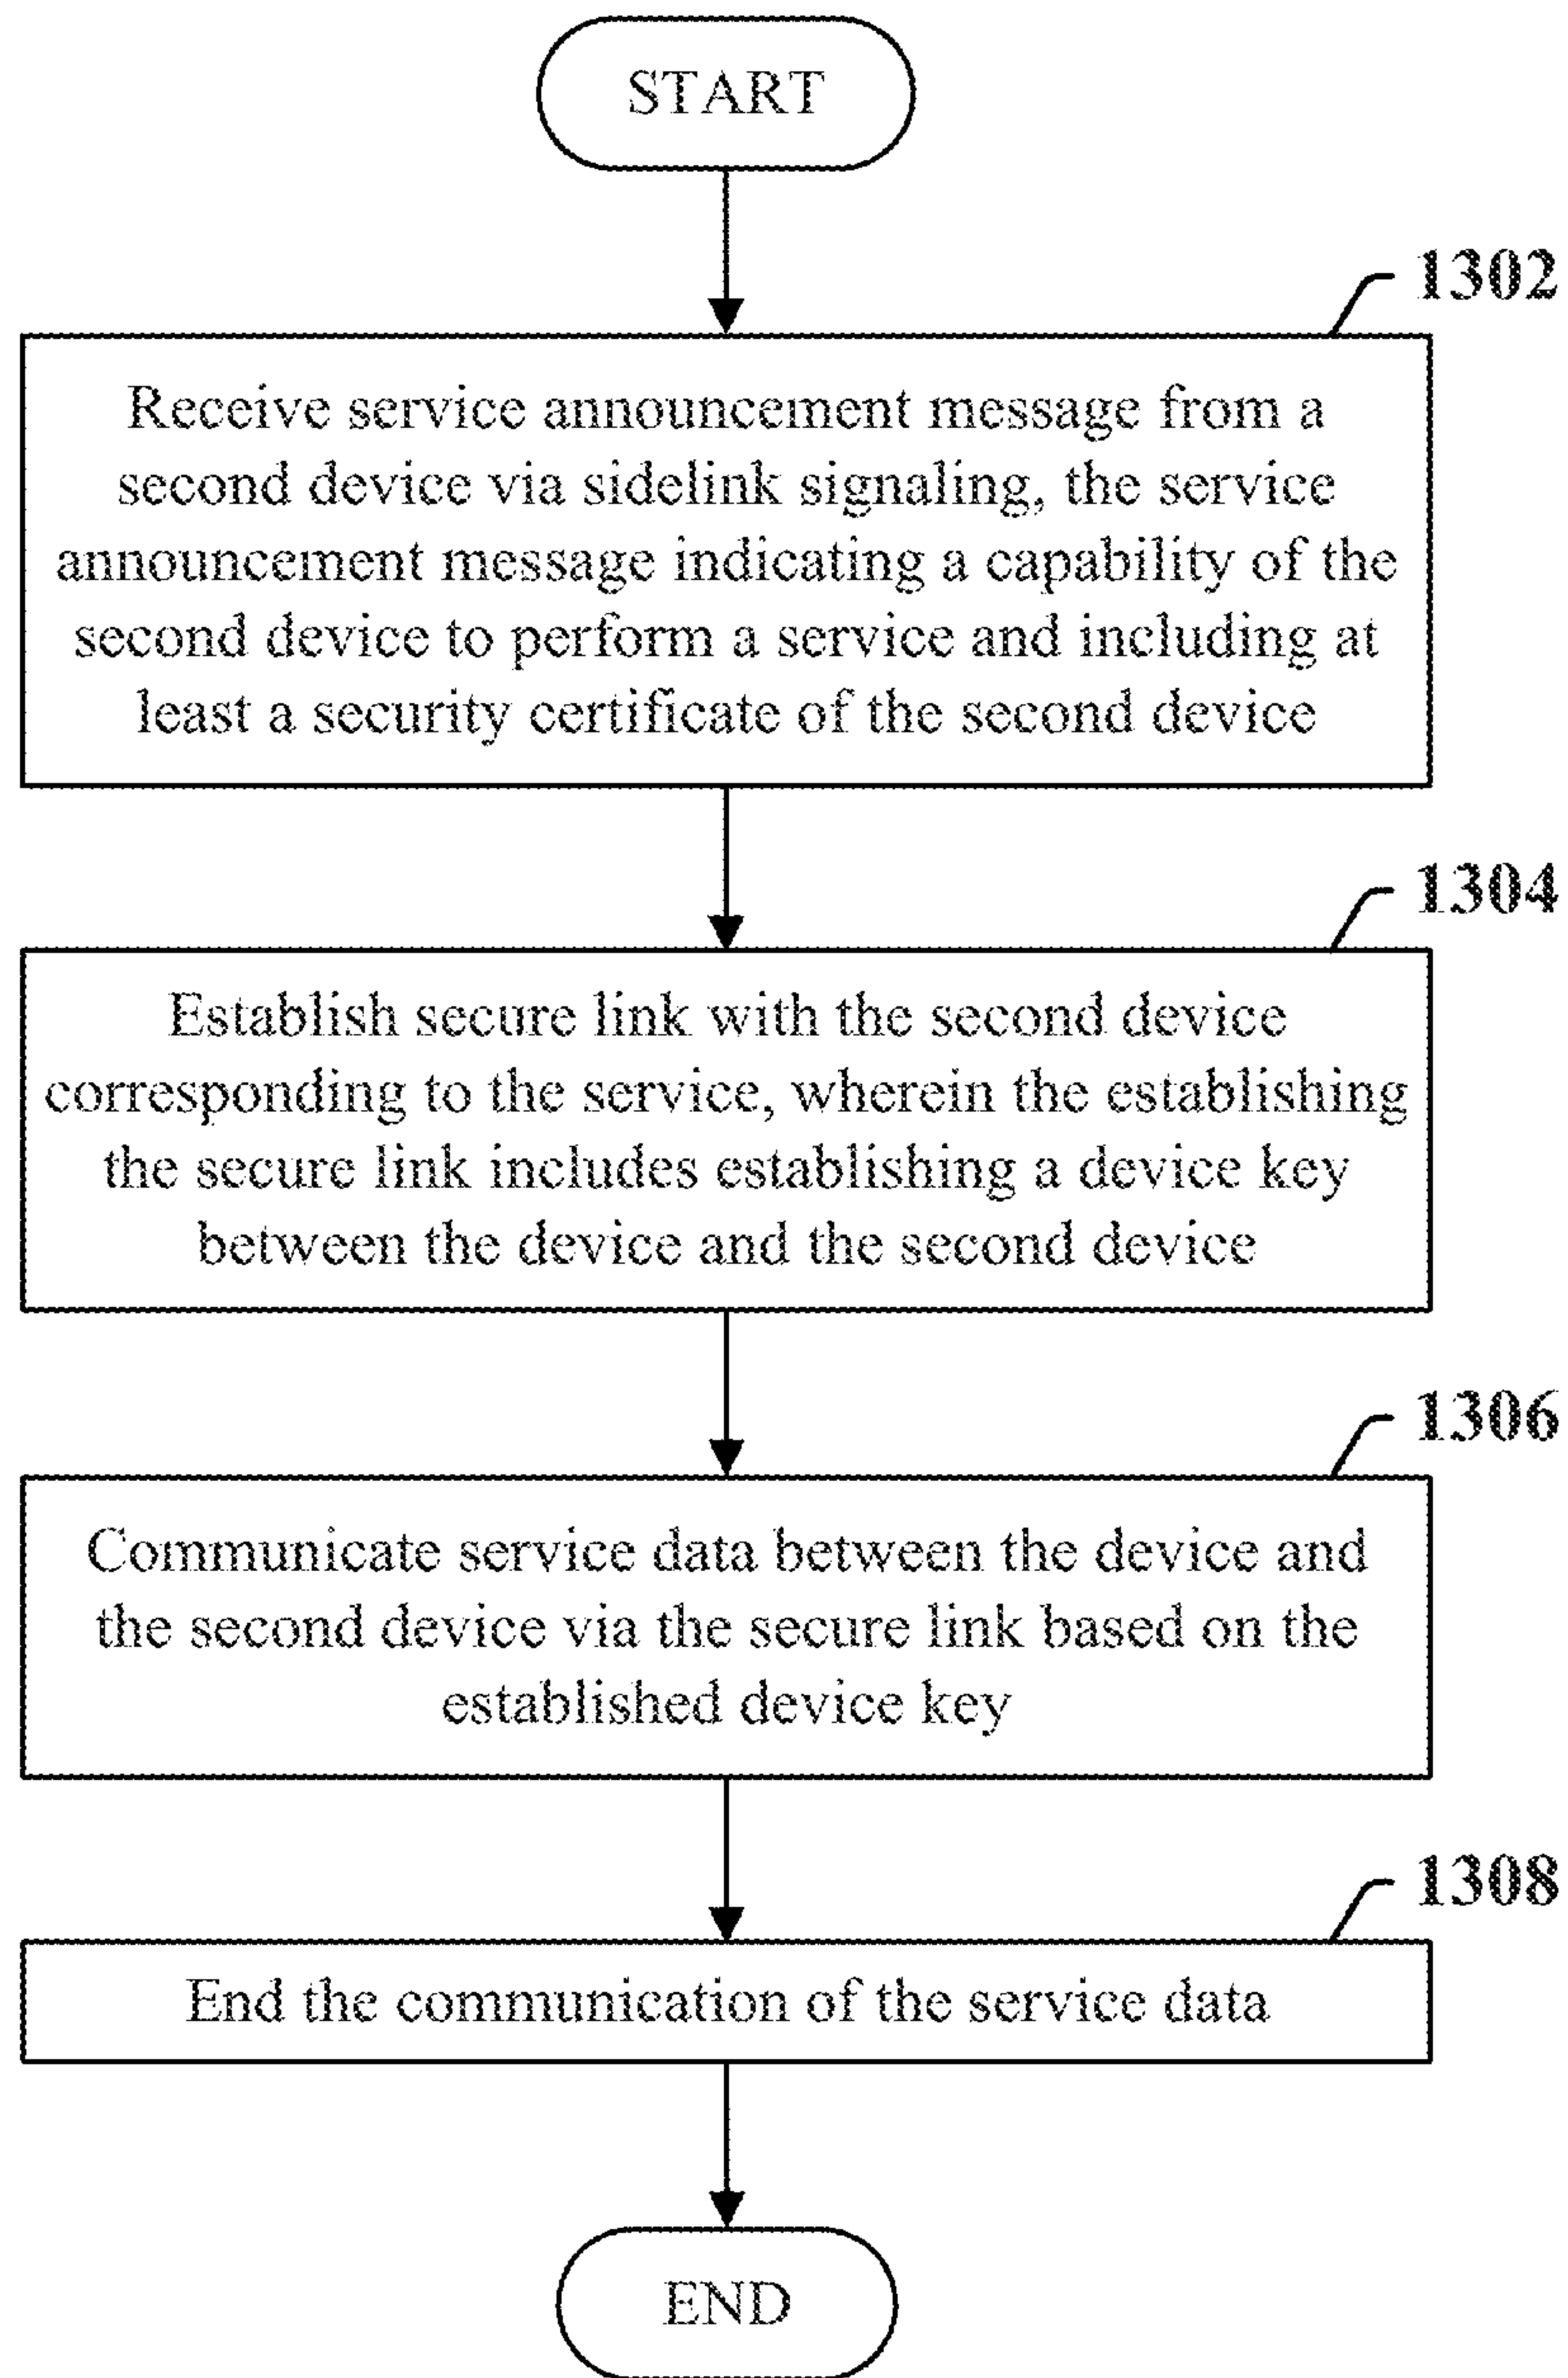 START
1302
Receive service announcement message from a
second device via sidelink signaling, the service
announcement message indicating a capability of the
second device to perform a service and including at
least a security certificate of the second device
1304
Establish secure link with the second device
corresponding to the service, wherein the establishing
the secure link includes establishing a device key
between the device and the second device
1306
Communicate service data between the device and
the second device via the secure link based on the
established device key
1308
End the communication of the service data
END